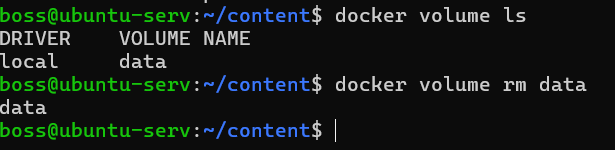 boss@ubuntu-serv:~/content$ docker volume ls
DRIVER    VOLUME NAME
local     data
boss@ubuntu-serv:~/content$ docker volume rm data
data
boss@ubuntu-serv:~/content$